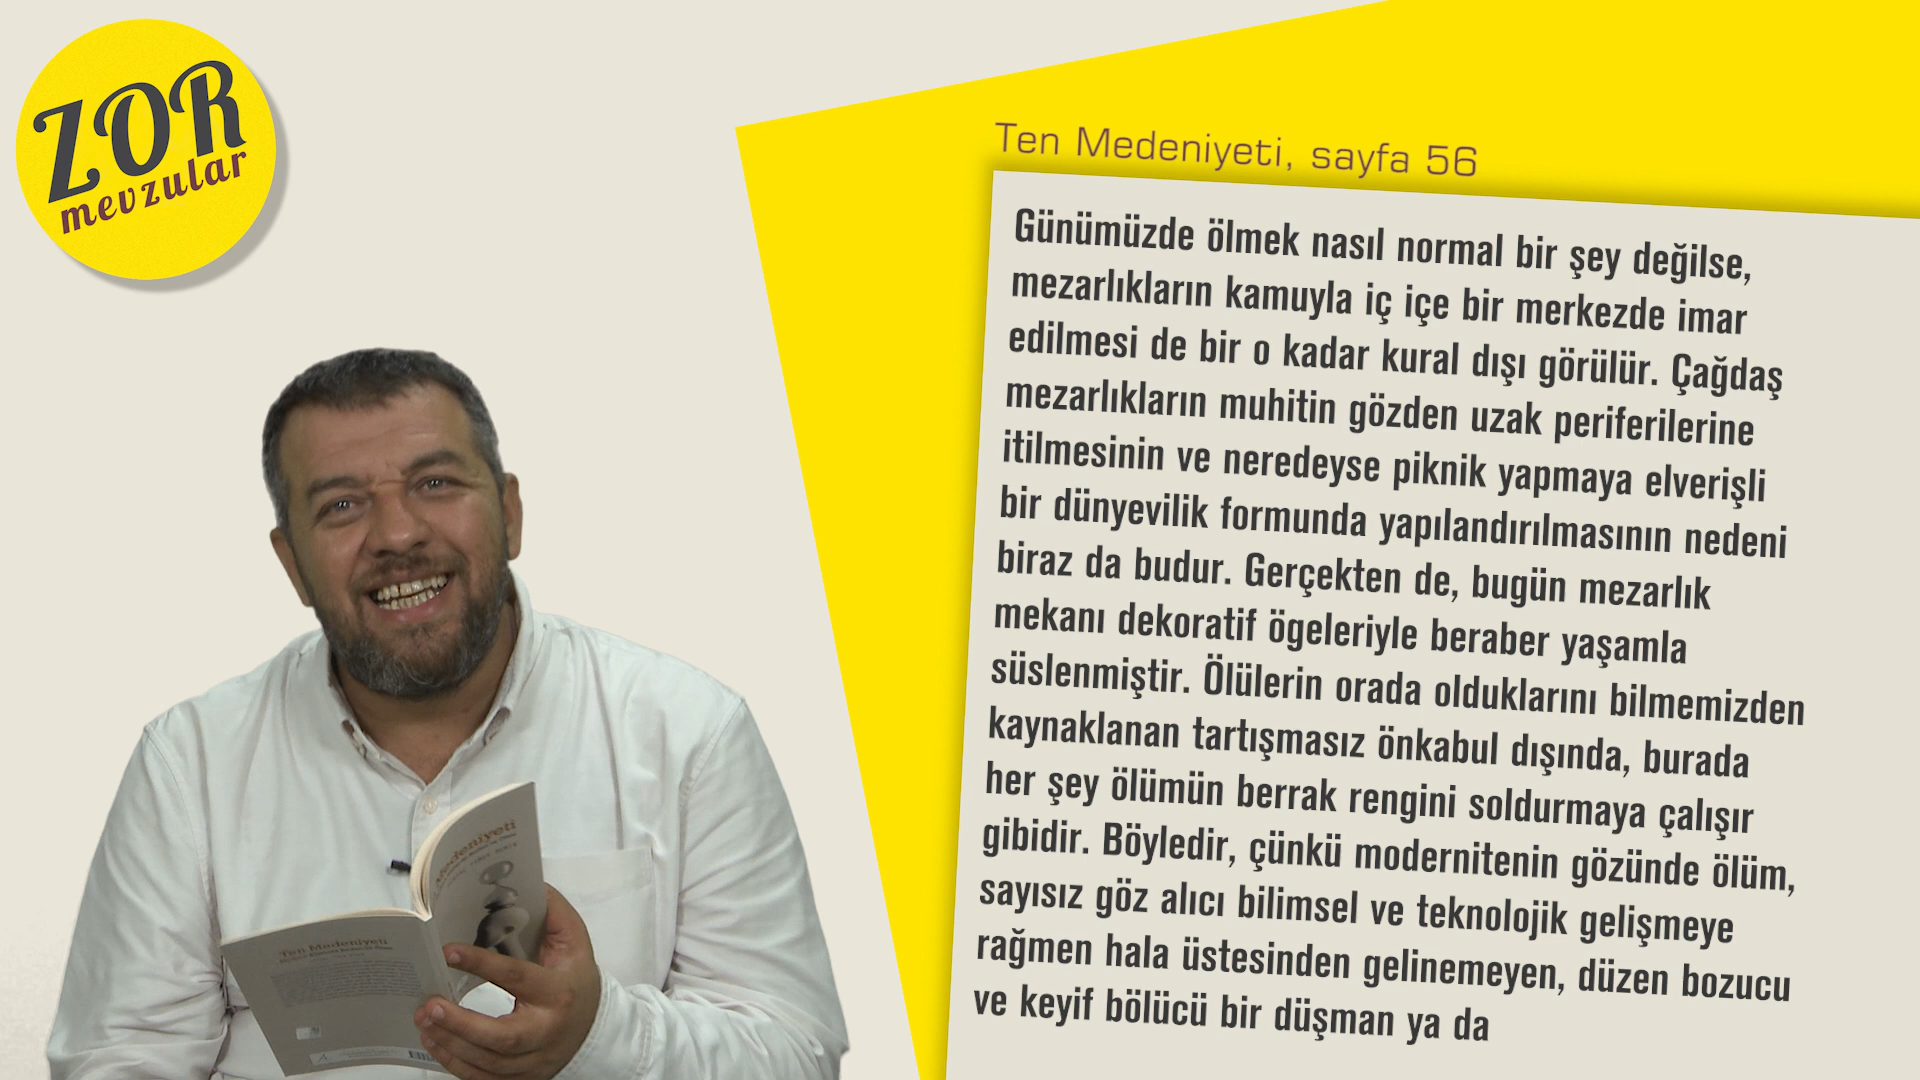 ZOR
mevzular
Ten Medeniyeti, sayfa 56
Günümüzde ölmek nasıl normal bir şey değilse,
mezarlıkların kamuyla iç içe bir merkezde imar
edilmesi de bir o kadar kural dışı görülür. Çağdaş
mezarlıkların muhitin gözden uzak periferilerine
itilmesinin ve neredeyse piknik yapmaya elverişli
bir dünyevilik formunda yapılandırılmasının nedeni
biraz da budur. Gerçekten de, bugün mezarlık
mekanı dekoratif ögeleriyle beraber yaşamla
süslenmiştir. Ölülerin orada olduklarını bilmemizden
kaynaklanan tartışmasız önkabul dışında, burada
her şey ölümün berrak rengini soldurmaya çalışır
gibidir. Böyledir, çünkü modernitenin gözünde ölüm,
sayısız göz alıcı bilimsel ve teknolojik gelişmeye
rağmen hala üstesinden gelinemeyen, düzen bozucu
ve keyif bölücü bir düşman ya da
Medeniyeti
Ten Medeniyeti